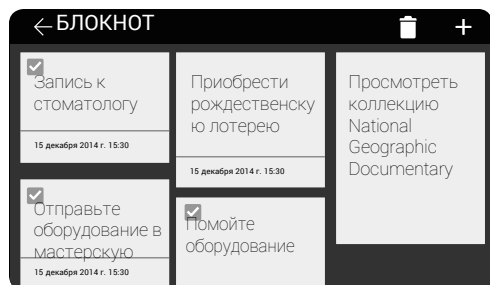 БЛОКНОТ
Запись к
стоматологу
15 декабря 2014 г. 15:30
Отправьте
оборудование в
мастерскую
15 декабря 2014 г. 15:30
Приобрести
рождественску
ю лотерею
15 декабря 2014 г. 15:30
Помойте
оборудование
Просмотреть
коллекцию
National
Geographic
Documentary